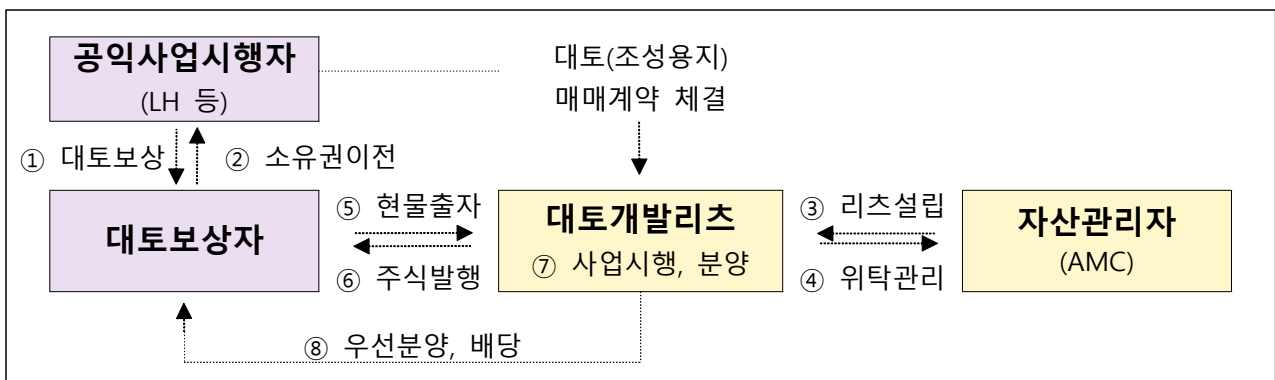 공익사업시행자
(LH 등)
대토(조성용지)
매매계약 체결
① 대토보상
② 소유권이전
대토보상자
⑤ 현물출자
⑥ 주식발행
대토개발리츠
⑦ 사업시행, 분양
③ 리츠설립
④ 위탁관리
자산관리자
(AMC)
⑧ 우선분양, 배당